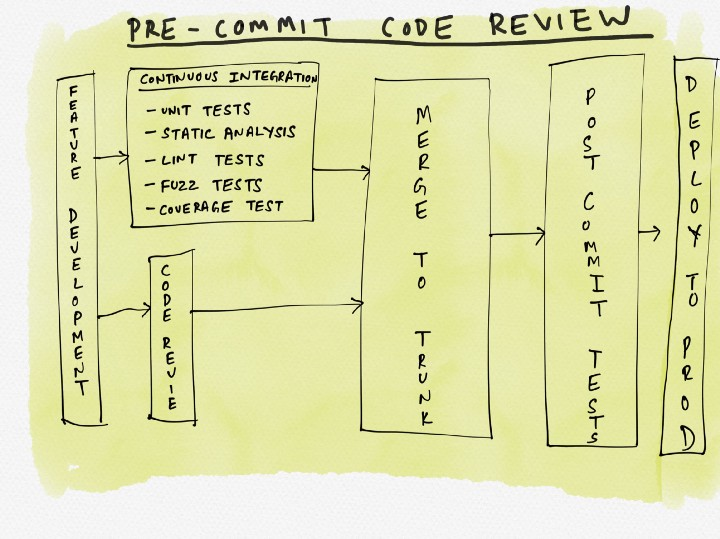 PRE-COMMIT CODE REVIEW
FEATURE DEVELOPMENT
CONTINUOUS INTEGRATION
- UNIT TESTS
- STATIC ANALYSIS
- LINT TESTS
- FUZZ TESTS
- COVERAGE TEST
CODE REVIE
MERGE TO TRUNK
POST COMMIT TESTS
DEPLOY TO PROD